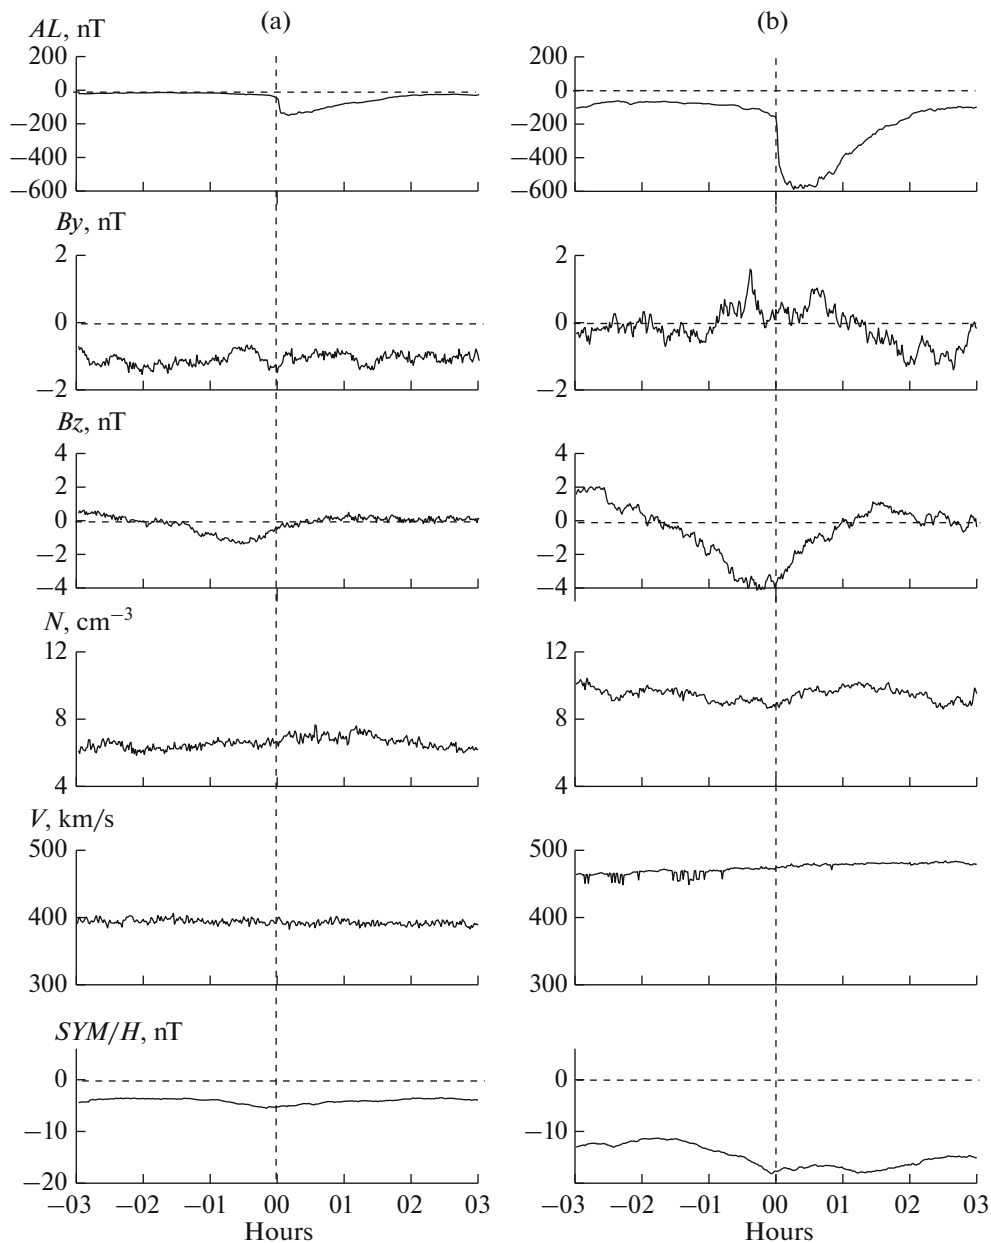 (a) (b)
AL, nT
200 200
0 0
−200 −200
−400 −400
−600 −600
By, nT
2 2
0 0
−2 −2
Bz, nT
4 4
2 2
0 0
−2 −2
−4 −4
N, cm−3
12 12
8 8
4 4
V, km/s
500 500
400 400
300 300
SYM/H, nT
0 0
−10 −10
−20 −20
−03 −02 −01 00 01 02 03 −03 −02 −01 00 01 02 03
Hours Hours